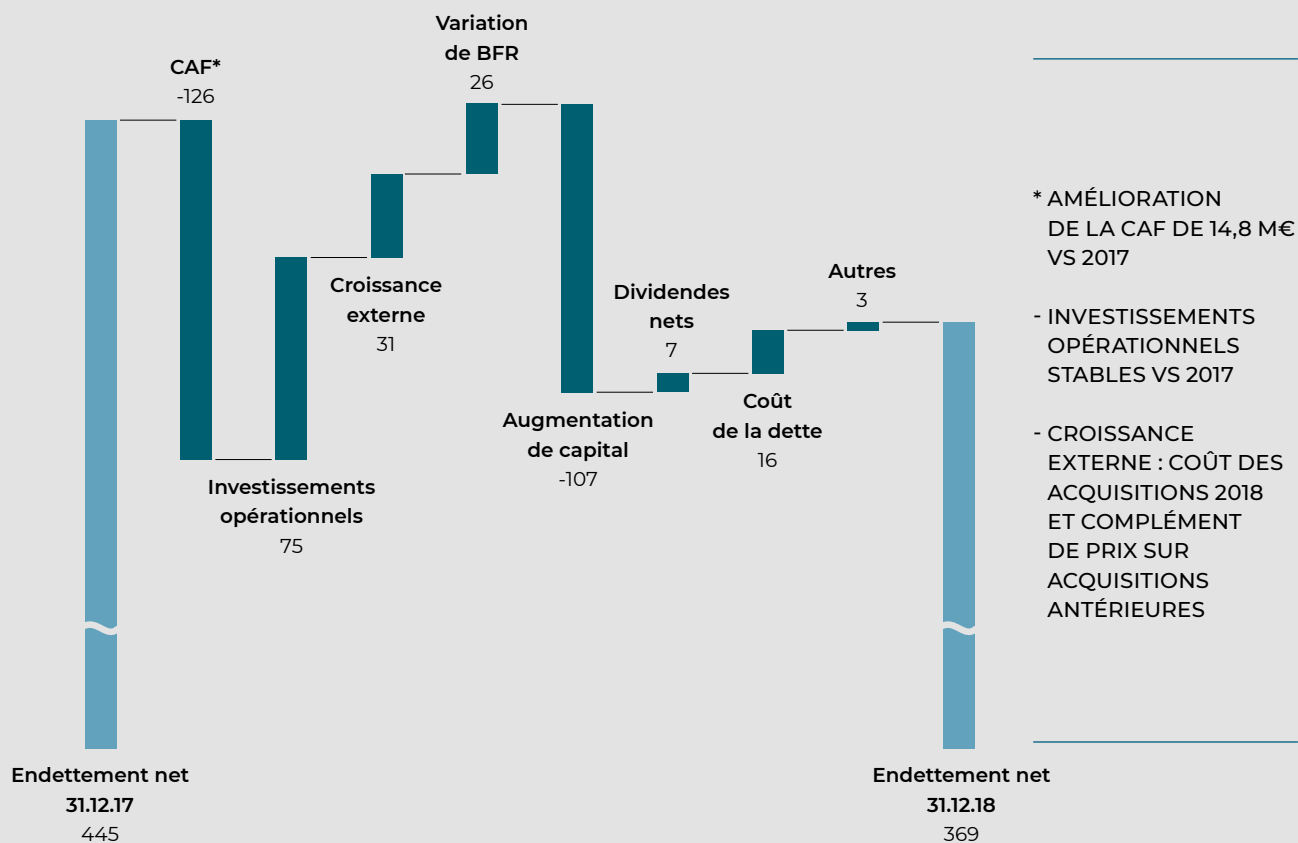 Variation
de BFR
26
CAF*
-126
Croissance
externe
31
Dividendes
nets
7
Autres
3
Augmentation
de capital
-107
Coût
de la dette
16
Investissements
opérationnels
75
Endettement net
31.12.17
445
Endettement net
31.12.18
369
* AMÉLIORATION
DE LA CAF DE 14,8 M€
VS 2017
- INVESTISSEMENTS
OPÉRATIONNELS
STABLES VS 2017
- CROISSANCE
EXTERNE : COÛT DES
ACQUISITIONS 2018
ET COMPLÉMENT
DE PRIX SUR
ACQUISITIONS
ANTÉRIEURES